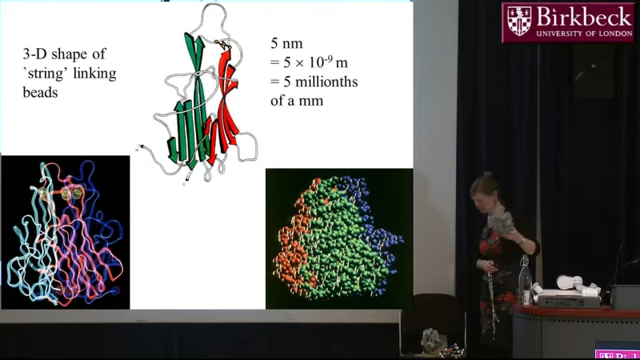 3-D shape of
`string' linking
beads
5 nm
= 5 × 10⁻⁹ m
= 5 millionths
of a mm
Birkbeck
UNIVERSITY OF LONDON